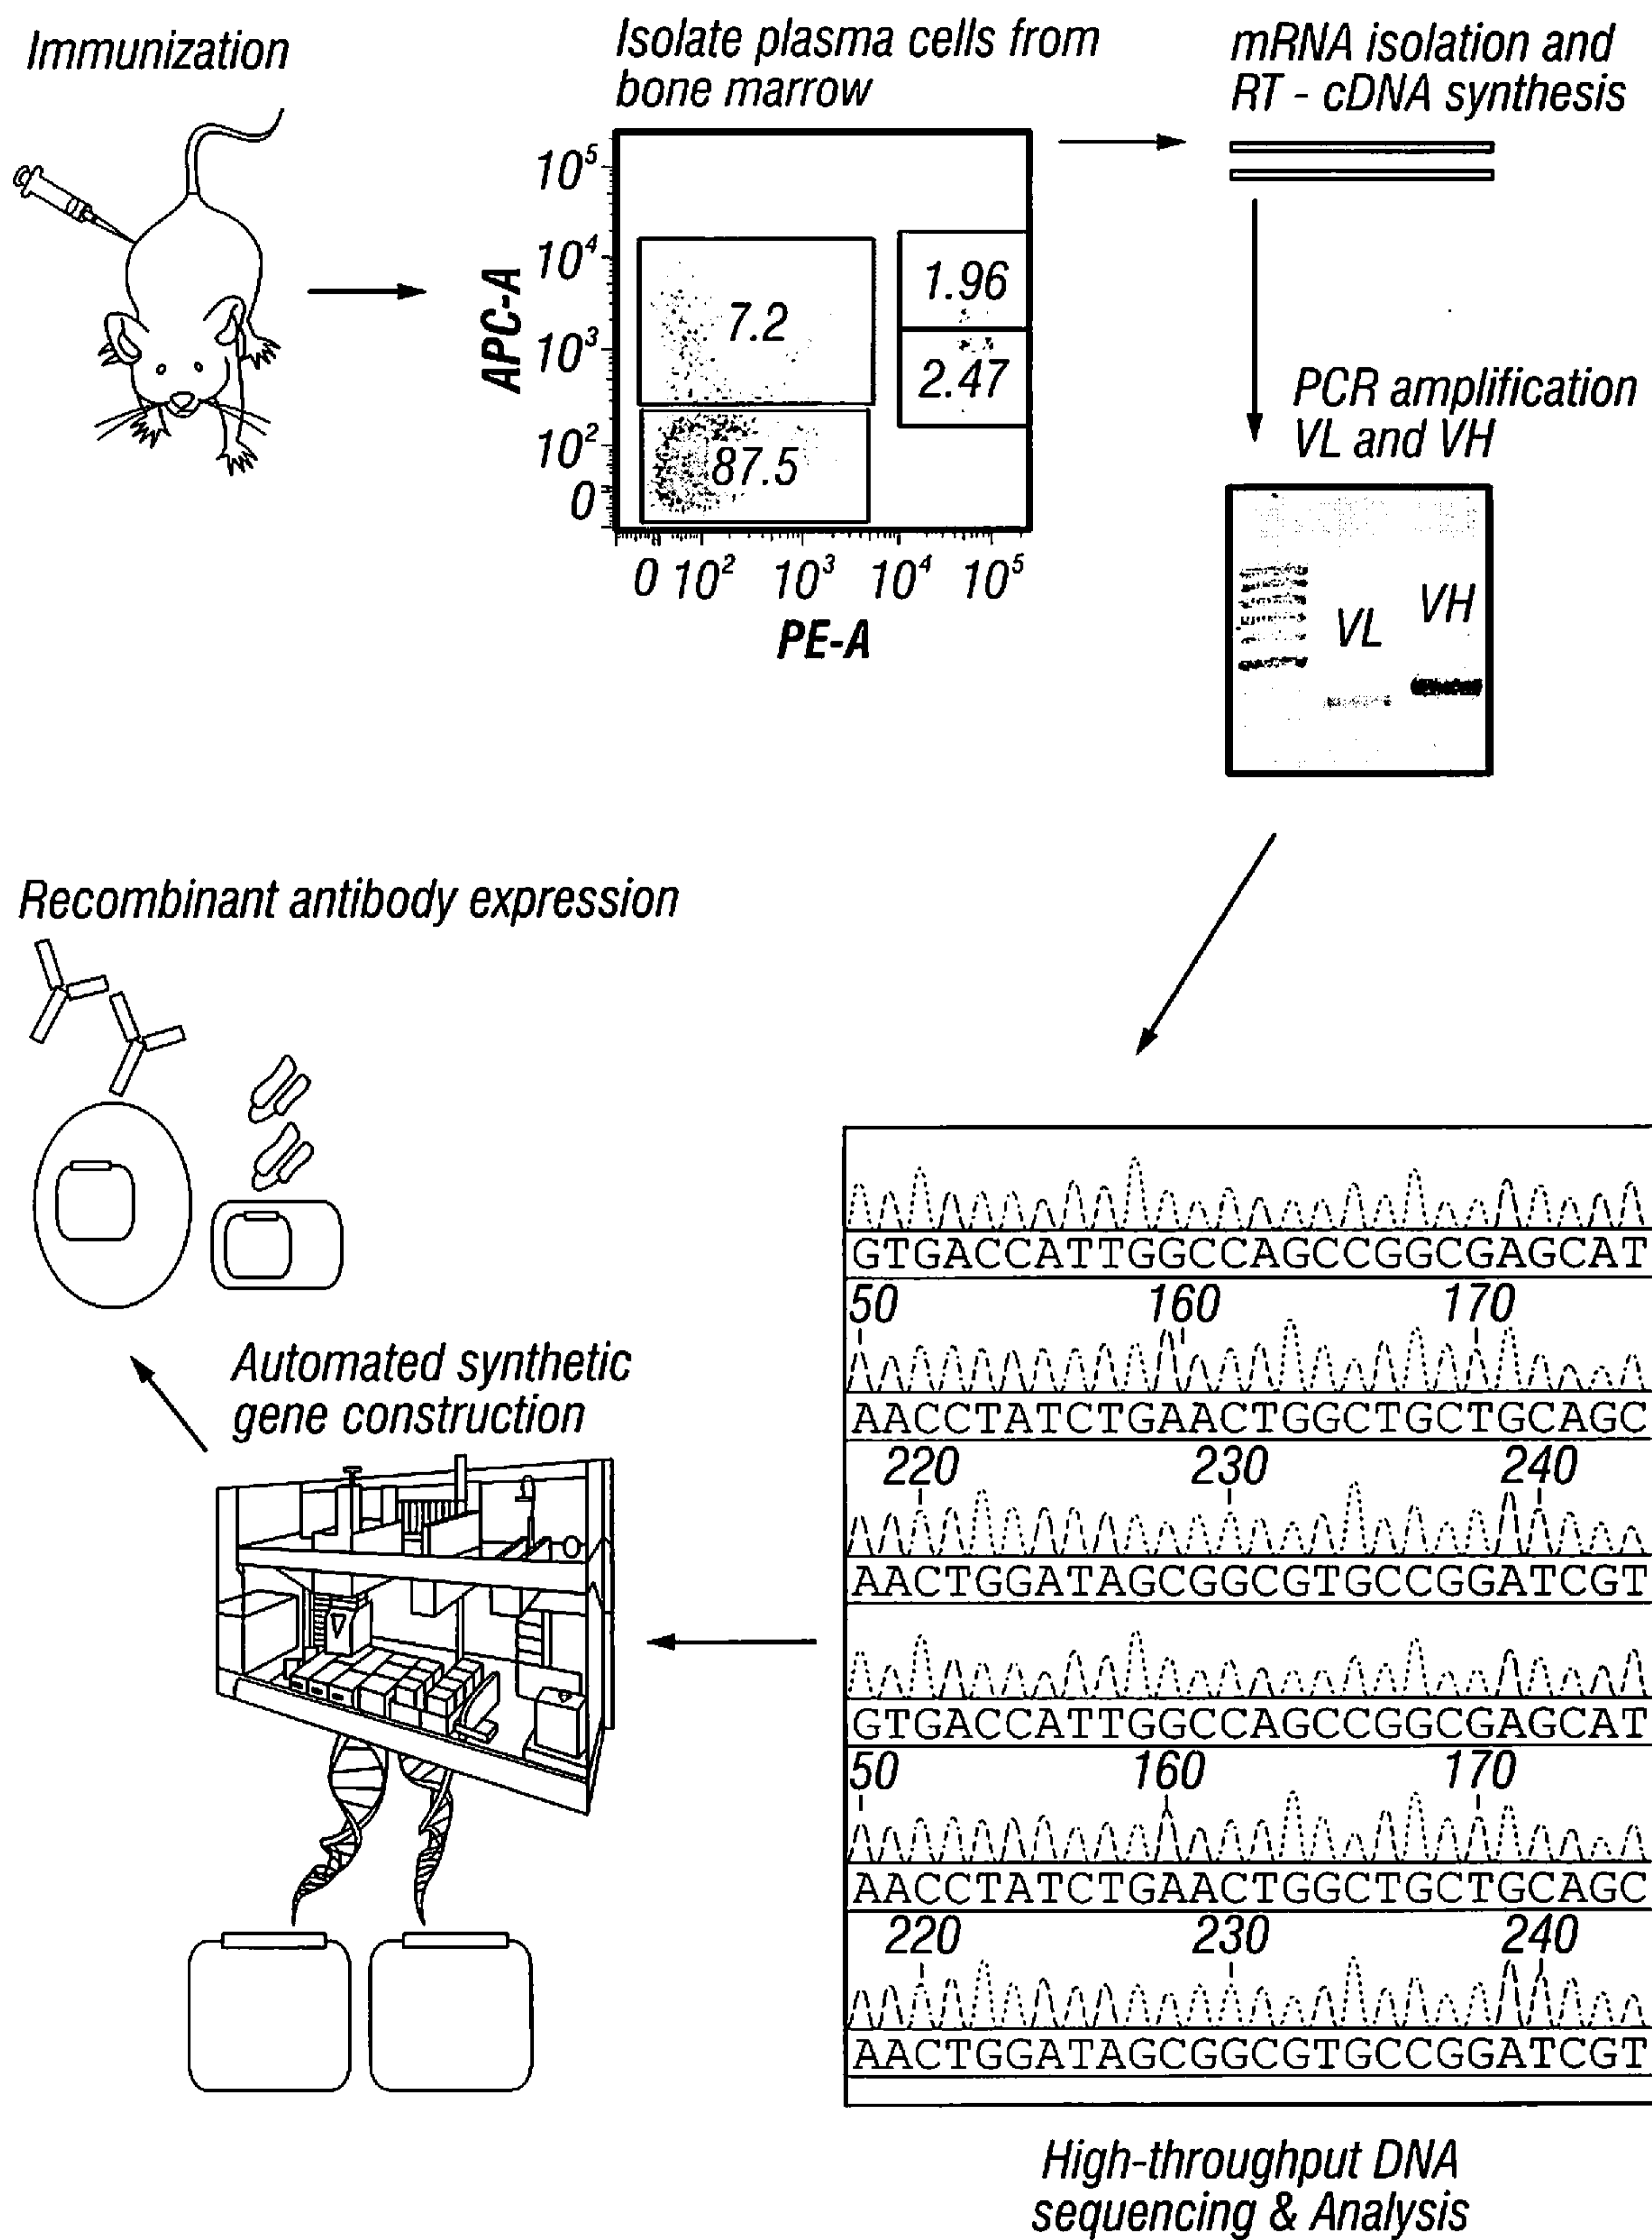 Immunization
Isolate plasma cells from
bone marrow
mRNA isolation and
RT - cDNA synthesis
10⁵
10⁴
10³
10²
0
APC-A
7.2
1.96
2.47
87.5
0 10² 10³ 10⁴ 10⁵
PE-A
PCR amplification
VL and VH
VL
VH
Recombinant antibody expression
Automated synthetic
gene construction
GTGACCATTGGCCAGCCGGCGAGCAT
50 160 170
AACCTATCTGAACTGGCTGCTGCAGC
220 230 240
AACTGGATAGCGGCGTGCCGGATCGT
GTGACCATTGGCCAGCCGGCGAGCAT
50 160 170
AACCTATCTGAACTGGCTGCTGCAGC
220 230 240
AACTGGATAGCGGCGTGCCGGATCGT
High-throughput DNA
sequencing & Analysis